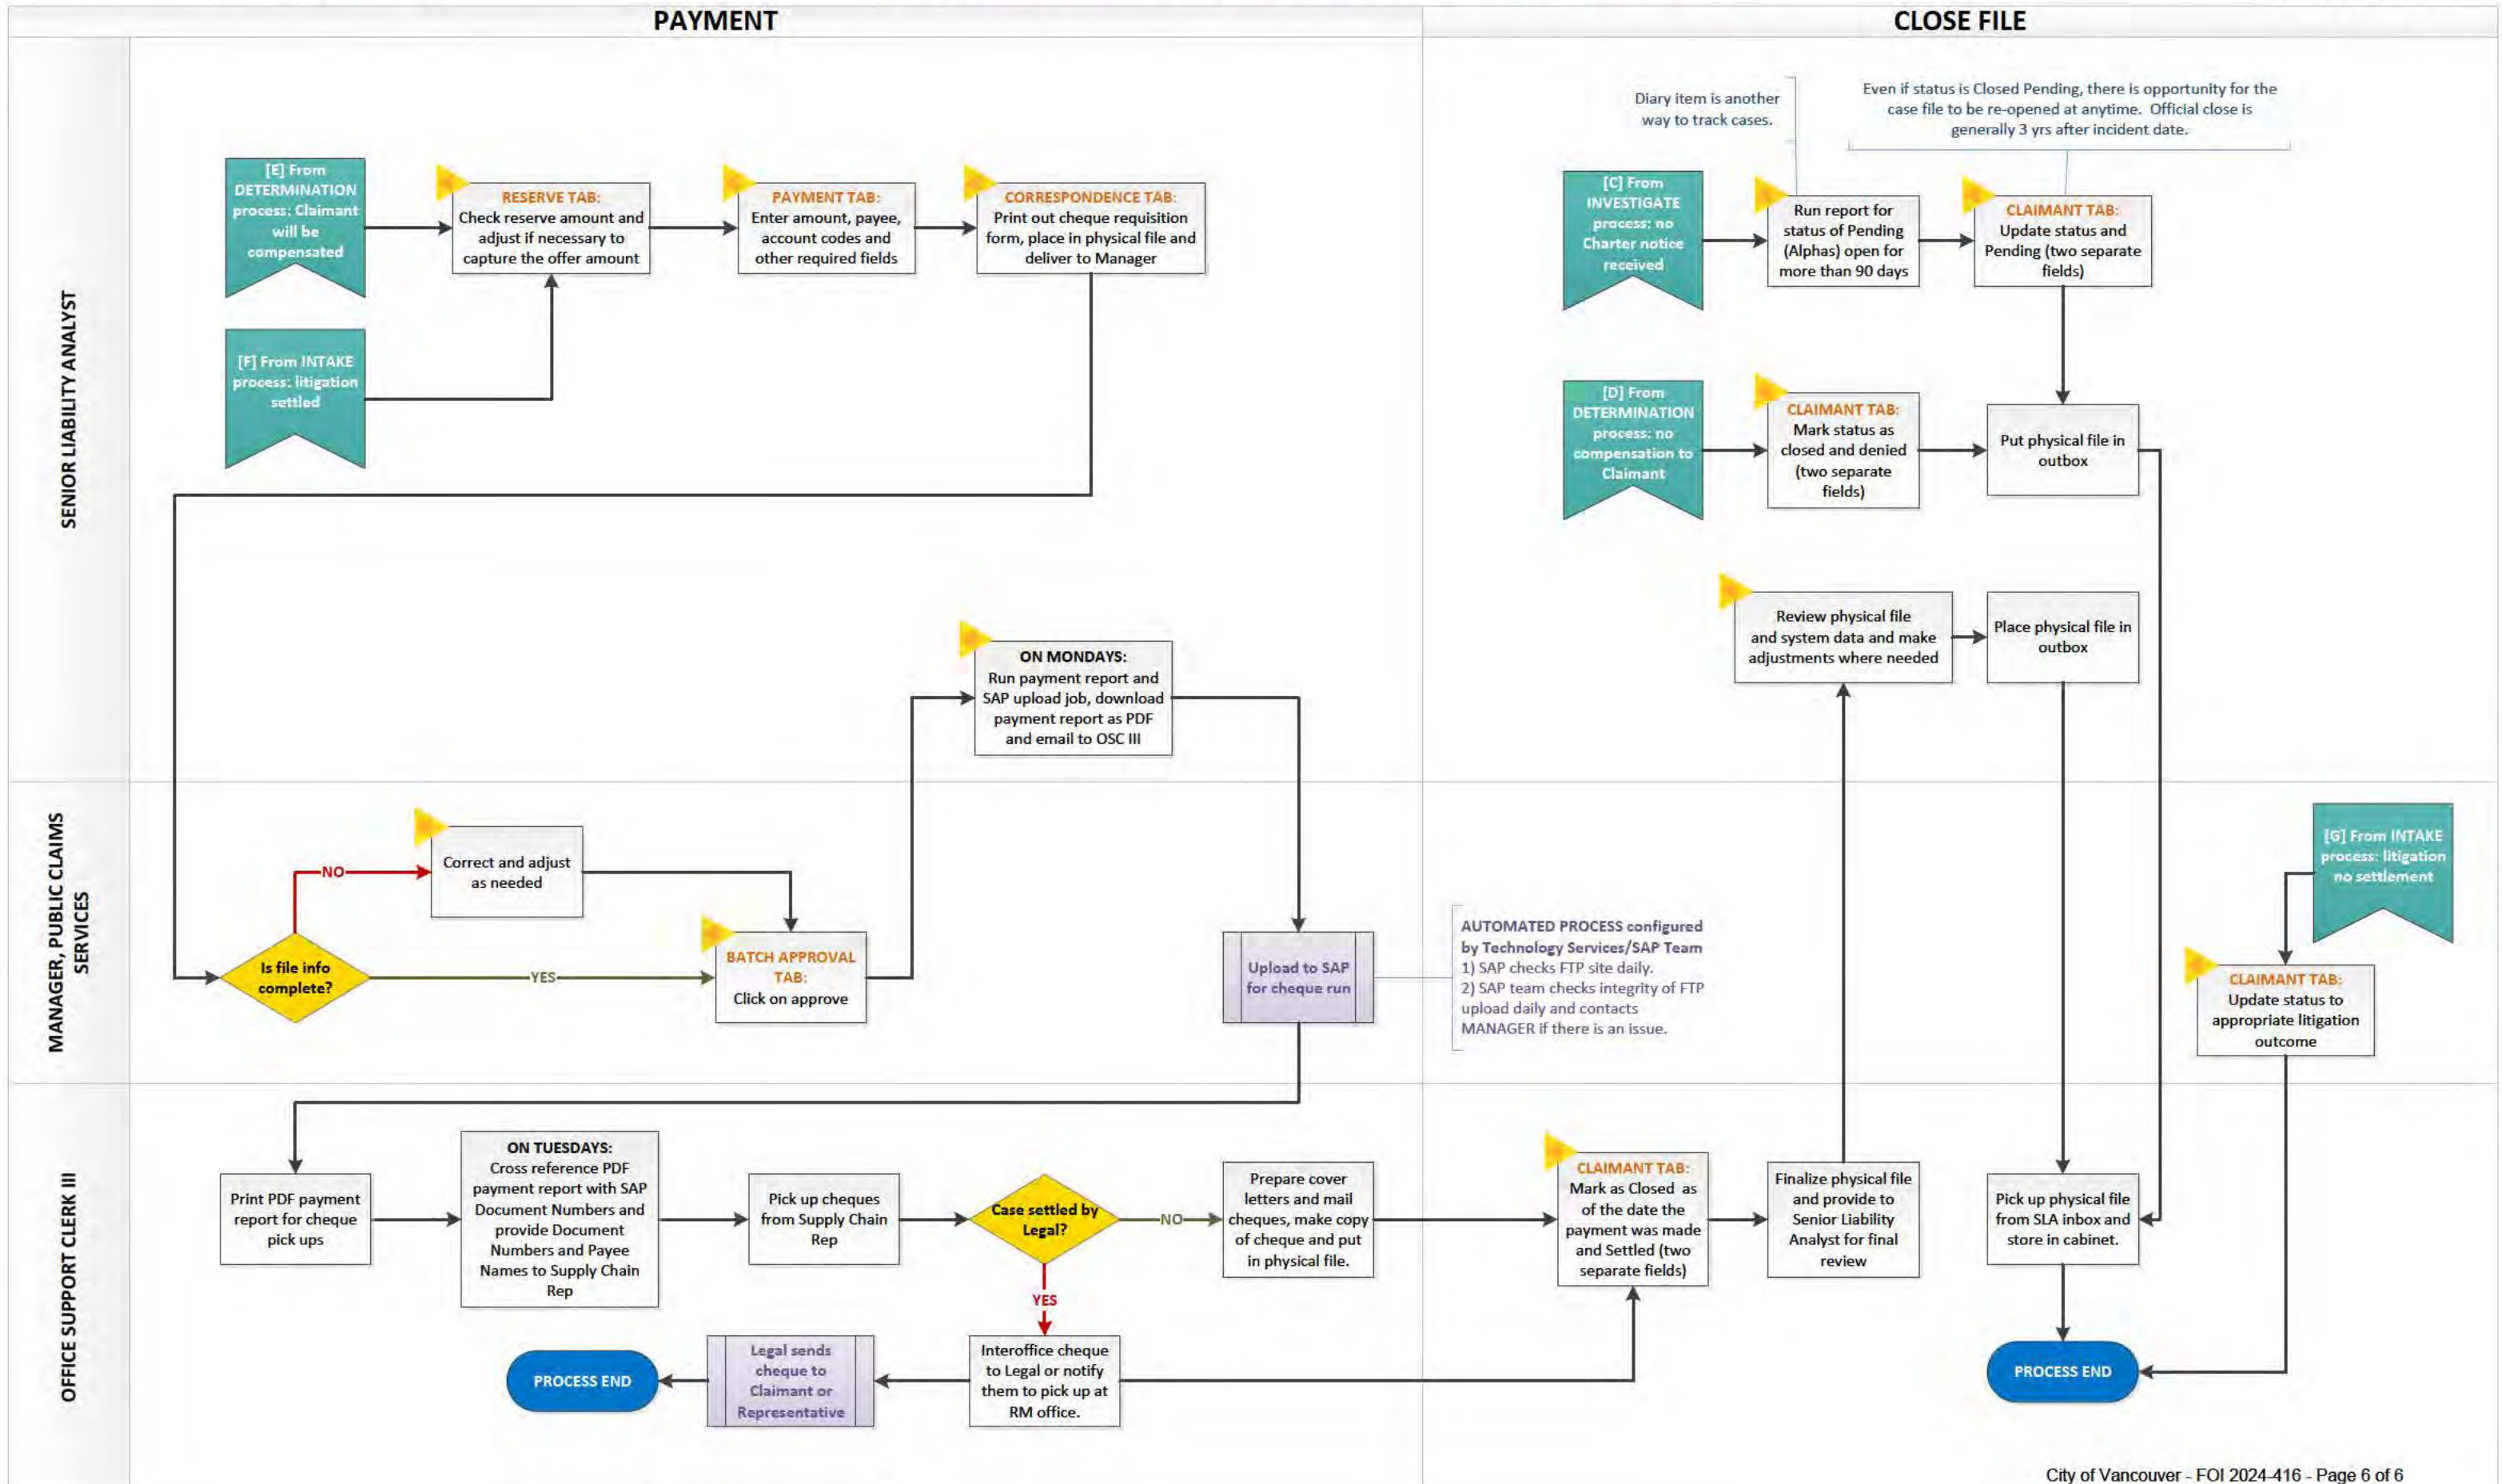 PAYMENT
CLOSE FILE
SENIOR LIABILITY ANALYST
[E] From
DETERMINATION
process: Claimant
will be
compensated
RESERVE TAB:
Check reserve amount and
adjust if necessary to
capture the offer amount
PAYMENT TAB:
Enter amount, payee,
account codes and
other required fields
CORRESPONDENCE TAB:
Print out cheque requisition
form, place in physical file and
deliver to Manager
[F] From INTAKE
process: litigation
settled
ON MONDAYS:
Run payment report and
SAP upload job, download
payment report as PDF
and email to OSC III
Diary item is another
way to track cases.
Even if status is Closed Pending, there is opportunity for the
case file to be re-opened at anytime.  Official close is
generally 3 yrs after incident date.
[C] From
INVESTIGATE
process: no
Charter notice
received
Run report for
status of Pending
(Alphas) open for
more than 90 days
CLAIMANT TAB:
Update status and
Pending (two separate
fields)
[D] From
DETERMINATION
process: no
compensation to
Claimant
CLAIMANT TAB:
Mark status as
closed and denied
(two separate
fields)
Put physical file in
outbox
Review physical file
and system data and make
adjustments where needed
Place physical file in
outbox
MANAGER, PUBLIC CLAIMS
SERVICES
Is file info
complete?
NO
Correct and adjust
as needed
YES
BATCH APPROVAL
TAB:
Click on approve
Upload to SAP
for cheque run
AUTOMATED PROCESS configured
by Technology Services/SAP Team
1) SAP checks FTP site daily.
2) SAP team checks integrity of FTP
upload daily and contacts
MANAGER if there is an issue.
[G] From INTAKE
process: litigation
no settlement
CLAIMANT TAB:
Update status to
appropriate litigation
outcome
OFFICE SUPPORT CLERK III
Print PDF payment
report for cheque
pick ups
ON TUESDAYS:
Cross reference PDF
payment report with SAP
Document Numbers and
provide Document
Numbers and Payee
Names to Supply Chain
Rep
Pick up cheques
from Supply Chain
Rep
Case settled by
Legal?
NO
Prepare cover
letters and mail
cheques, make copy
of cheque and put
in physical file.
YES
Interoffice cheque
to Legal or notify
them to pick up at
RM office.
Legal sends
cheque to
Claimant or
Representative
PROCESS END
CLAIMANT TAB:
Mark as Closed  as
of the date the
payment was made
and Settled (two
separate fields)
Finalize physical file
and provide to
Senior Liability
Analyst for final
review
Pick up physical file
from SLA inbox and
store in cabinet.
PROCESS END
City of Vancouver - FOI 2024-416 - Page 6 of 6